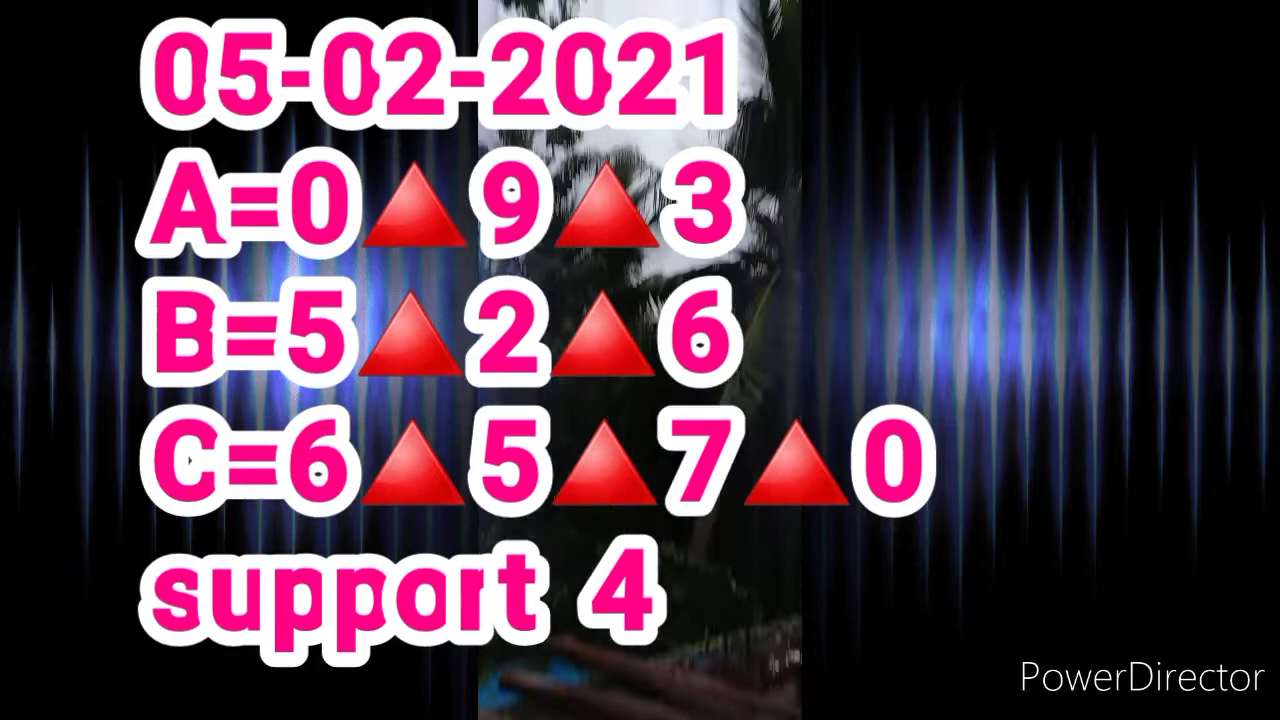 05-02-2021
A=0🔺9🔺3
B=5🔺2🔺6
C=6🔺5🔺7🔺0
support 4
PowerDirector